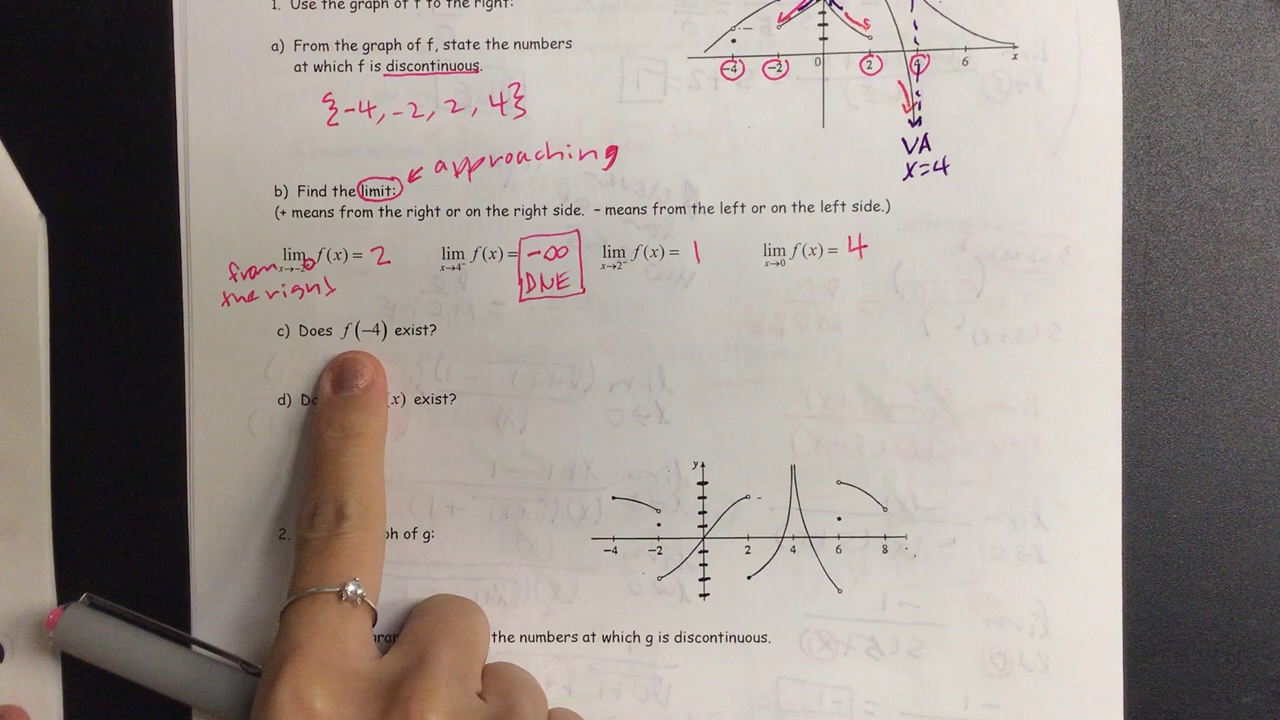 1. Use the graph of f to the right:
a) From the graph of f, state the numbers
at which f is discontinuous.
{-4, -2, 2, 4}
-4 -2 0 2 4 6 x
VA
x=4
approaching
b) Find the limit:
(+ means from the right or on the right side. – means from the left or on the left side.)
lim f(x) = 2 lim f(x) = -∞ lim f(x) = 1 lim f(x) = 4
x→-2 x→4⁻ x→2⁻ x→0
DNE
from
the right
c) Does f(−4) exist?
d) (x) exist?
y
2. of g:
-4 -2 2 4 6 8
the numbers at which g is discontinuous.